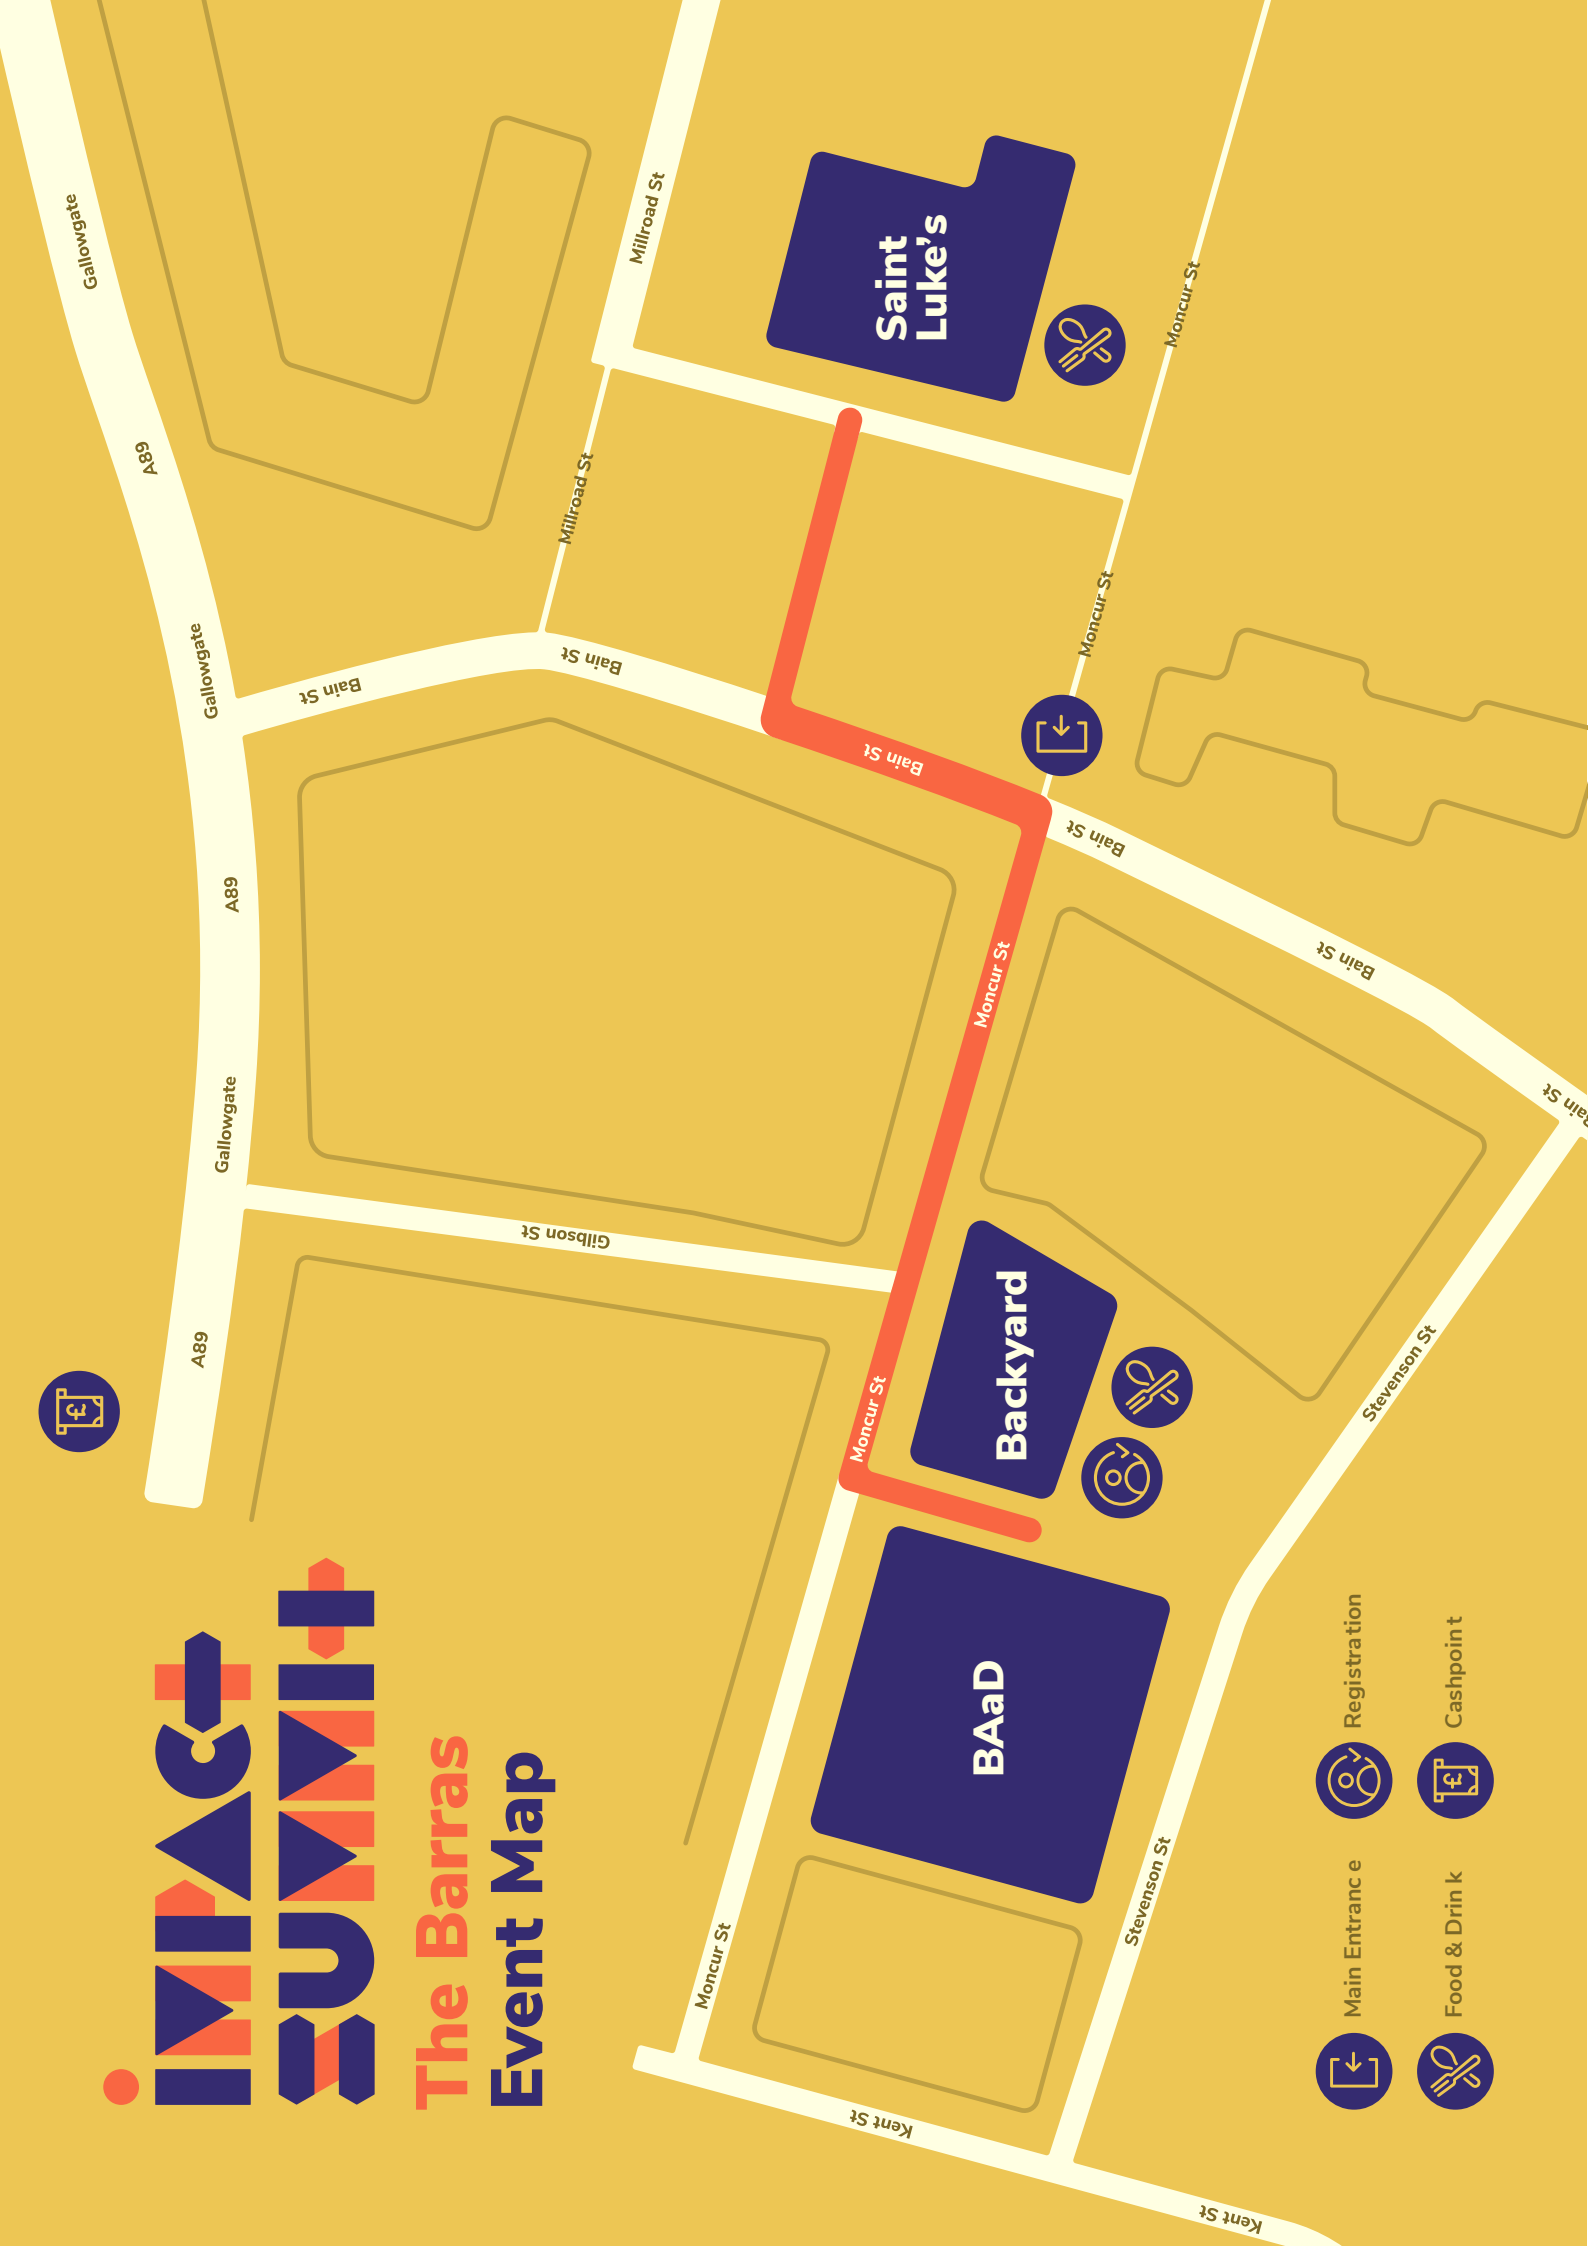 IMPACT
SUMMIT
The Barras
Event Map
Gallowgate
A89
Gallowgate
A89
Gallowgate
A89
Millroad St
Millroad St
Bain St
Bain St
Bain St
Bain St
Bain St
Bain St
Gibson St
Moncur St
Moncur St
Moncur St
Moncur St
Moncur St
Saint
Luke's
Backyard
BAaD
Stevenson St
Stevenson St
Kent St
Kent St
Main Entrance
Registration
Food & Drink
Cashpoint